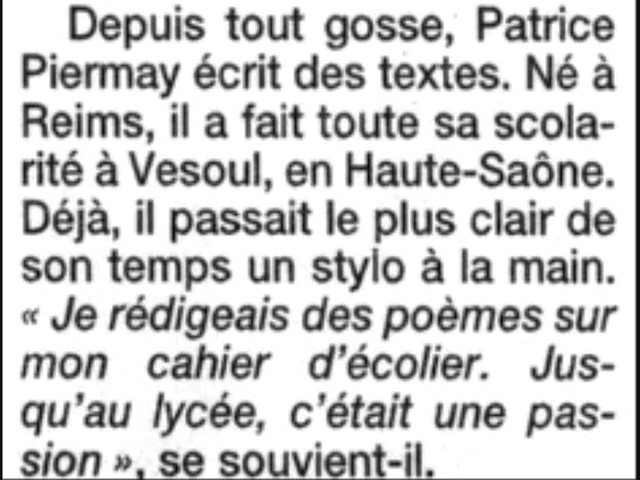 Depuis tout gosse, Patrice
Piermay écrit des textes. Né à
Reims, il a fait toute sa scola-
rité à Vesoul, en Haute-Saône.
Déjà, il passait le plus clair de
son temps un stylo à la main.
« Je rédigeais des poèmes sur
mon cahier d'écolier. Jus-
qu'au lycée, c'était une pas-
sion », se souvient-il.